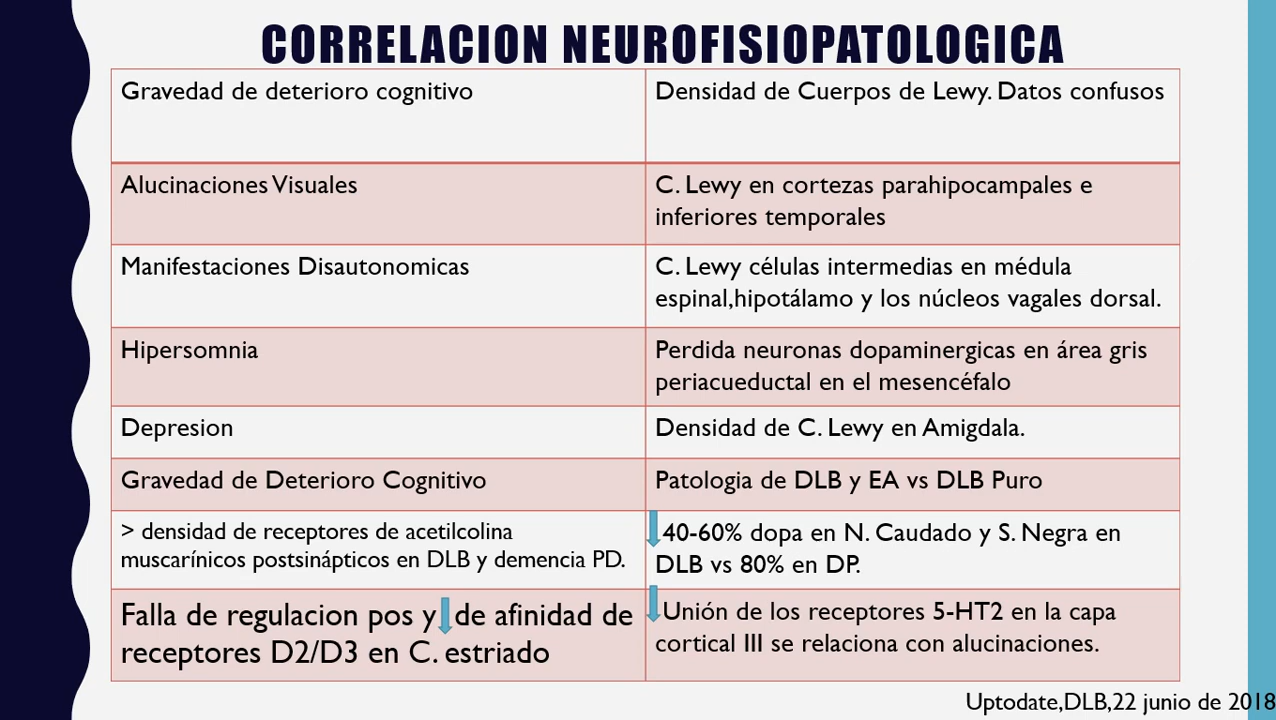 CORRELACION NEUROFISIOPATOLOGICA
Gravedad de deterioro cognitivo
Densidad de Cuerpos de Lewy. Datos confusos
Alucinaciones Visuales
C. Lewy en cortezas parahipocampales e
inferiores temporales
Manifestaciones Disautonomicas
C. Lewy células intermedias en médula
espinal,hipotálamo y los núcleos vagales dorsal.
Hipersomnia
Perdida neuronas dopaminergicas en área gris
periacueductal en el mesencéfalo
Depresion
Densidad de C. Lewy en Amigdala.
Gravedad de Deterioro Cognitivo
Patologia de DLB y EA vs DLB Puro
> densidad de receptores de acetilcolina
muscarínicos postsinápticos en DLB y demencia PD.
40-60% dopa en N. Caudado y S. Negra en
DLB vs 80% en DP.
Falla de regulacion pos y de afinidad de
receptores D2/D3 en C. estriado
Unión de los receptores 5-HT2 en la capa
cortical III se relaciona con alucinaciones.
Uptodate,DLB,22 junio de 2018